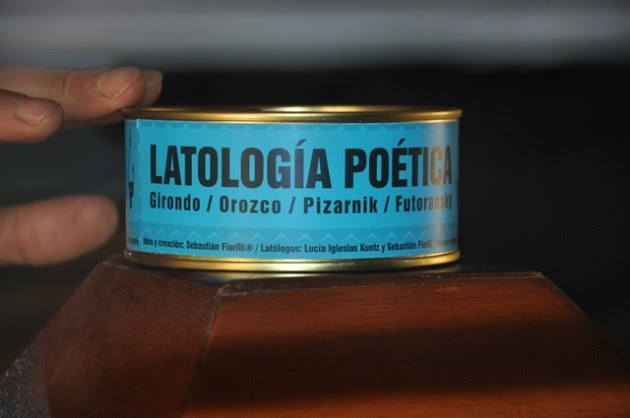 LATOLOGÍA POÉTICA
Girondo / Orozco / Pizarnik / Futoransky
Idea y creación: Sebastián Fiorilli® / Latólogos: Lucía Iglesias Kuntz y Sebastián Fiorilli